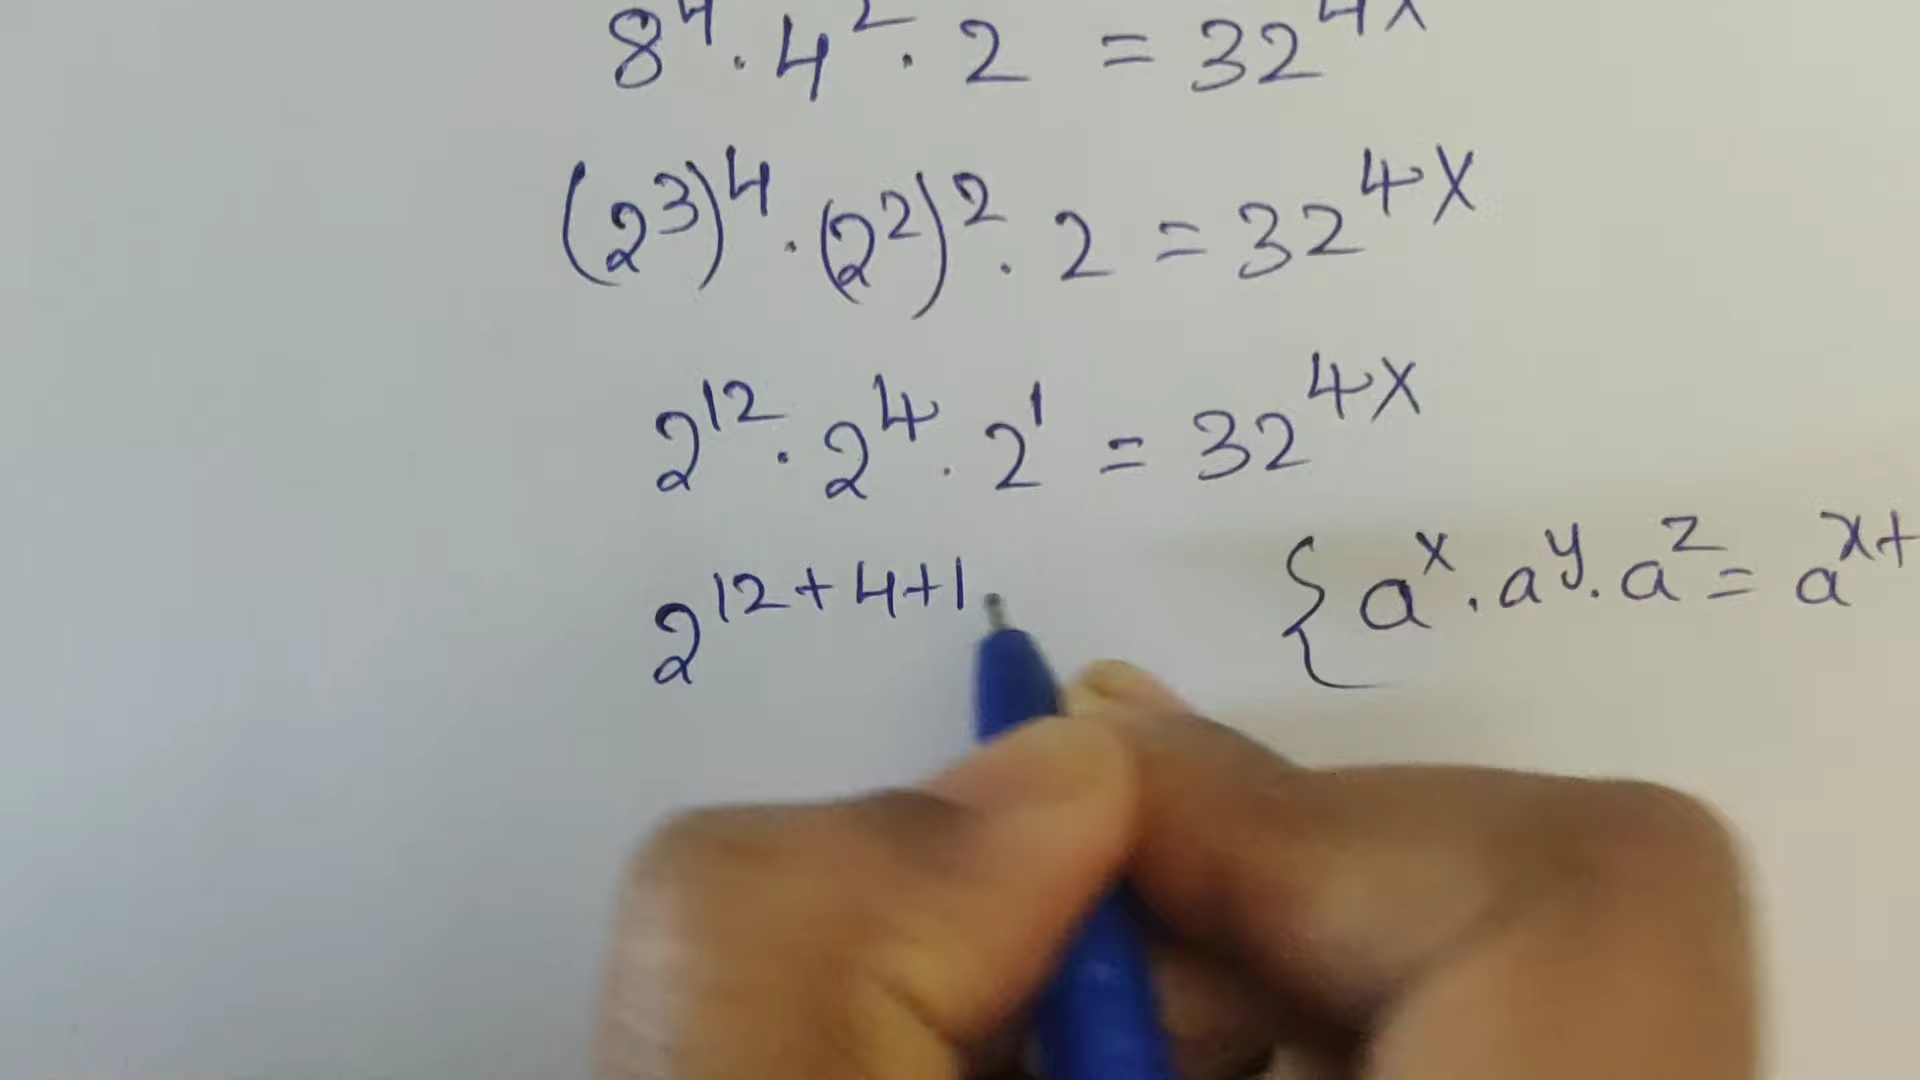 8⁴ · 4² · 2 = 32⁴ˣ
(2³)⁴ · (2²)² · 2 = 32⁴ˣ
2¹² · 2⁴ · 2¹ = 32⁴ˣ
2¹²⁺⁴⁺¹ { aˣ · aʸ · aᶻ = aˣ⁺